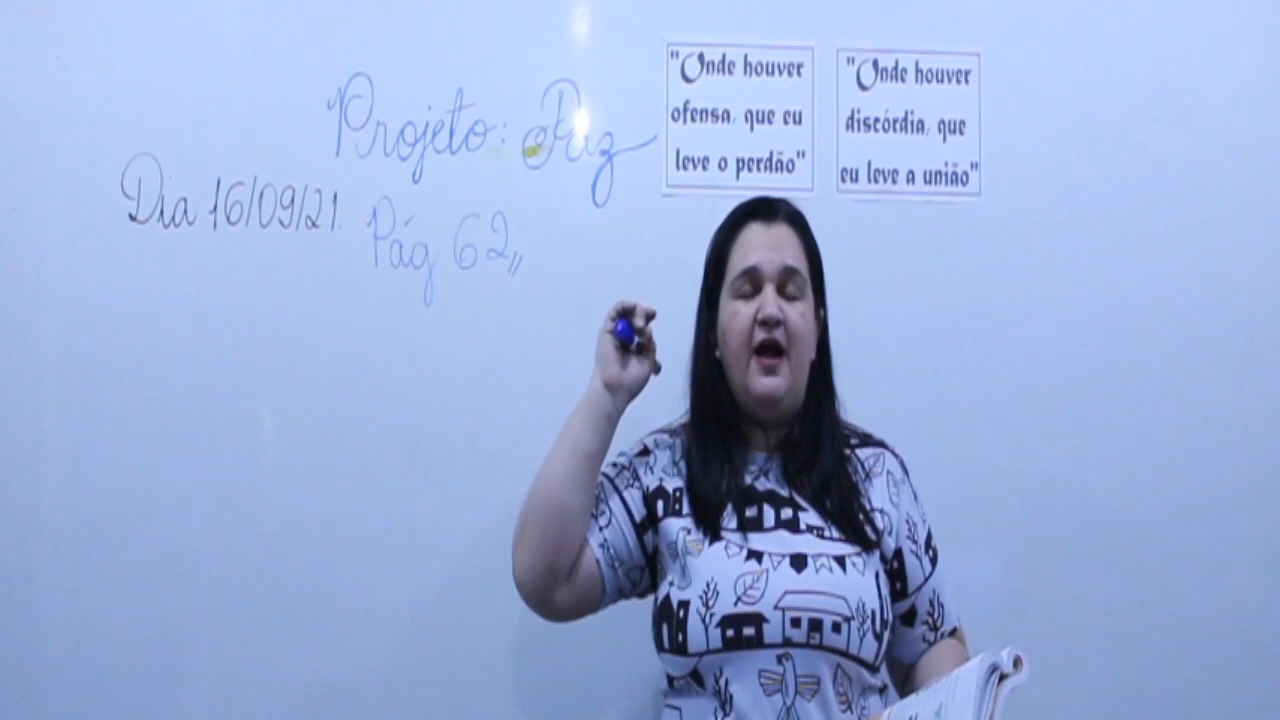 Projeto: Paz
Dia 16/09/21.
Pág 62,,
"Onde houver
ofensa, que eu
leve o perdão"
"Onde houver
discórdia, que
eu leve a união"